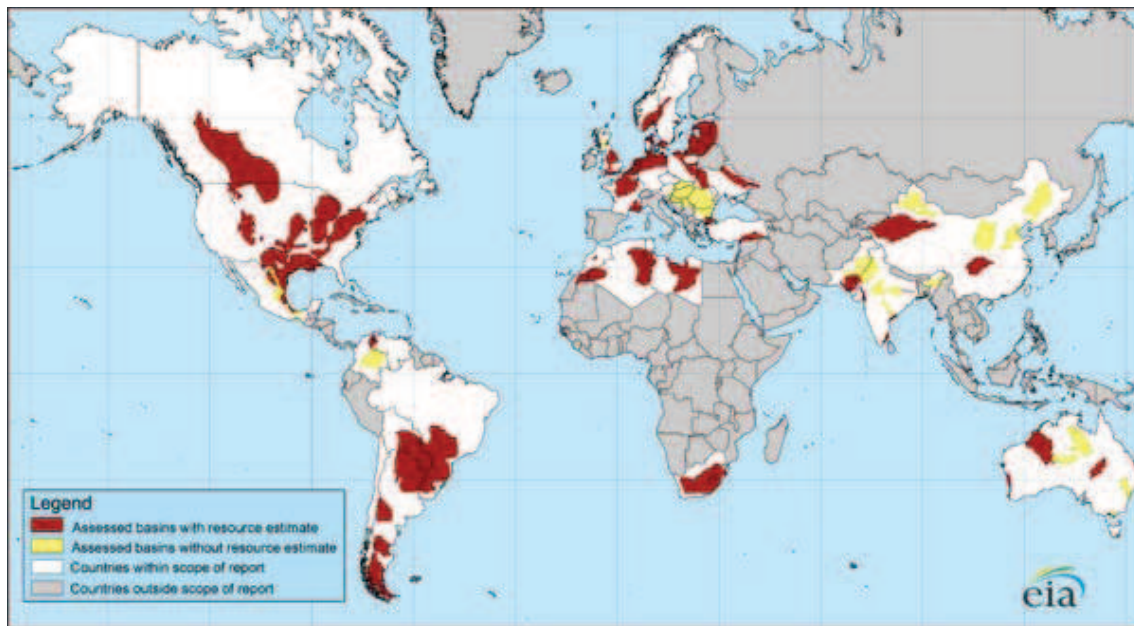 Legend
Assessed basins with resource estimate
Assessed basins without resource estimate
Countries within scope of report
Countries outside scope of report
eia